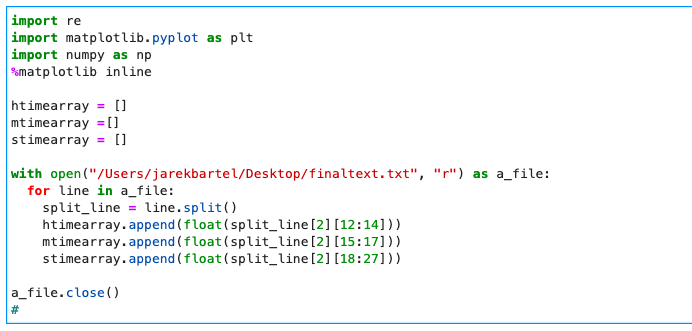 import re
import matplotlib.pyplot as plt
import numpy as np
%matplotlib inline

htimearray = []
mtimearray =[]
stimearray = []

with open("/Users/jarekbartel/Desktop/finaltext.txt", "r") as a_file:
  for line in a_file:
    split_line = line.split()
    htimearray.append(float(split_line[2][12:14]))
    mtimearray.append(float(split_line[2][15:17]))
    stimearray.append(float(split_line[2][18:27]))

a_file.close()
#